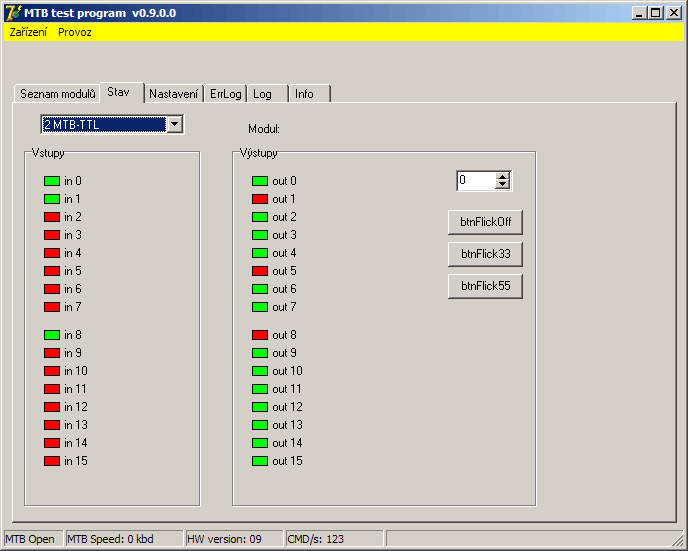 MTB test program v0.9.0.0
Zařízení Provoz
Seznam modulů Stav Nastavení ErrLog Log Info
2 MTB-TTL Modul:
Vstupy Výstupy
in 0 out 0 0
in 1 out 1
in 2 out 2 btnFlickOff
in 3 out 3
in 4 out 4 btnFlick33
in 5 out 5
in 6 out 6 btnFlick55
in 7 out 7
in 8 out 8
in 9 out 9
in 10 out 10
in 11 out 11
in 12 out 12
in 13 out 13
in 14 out 14
in 15 out 15
MTB Open MTB Speed: 0 kbd HW version: 09 CMD/s: 123